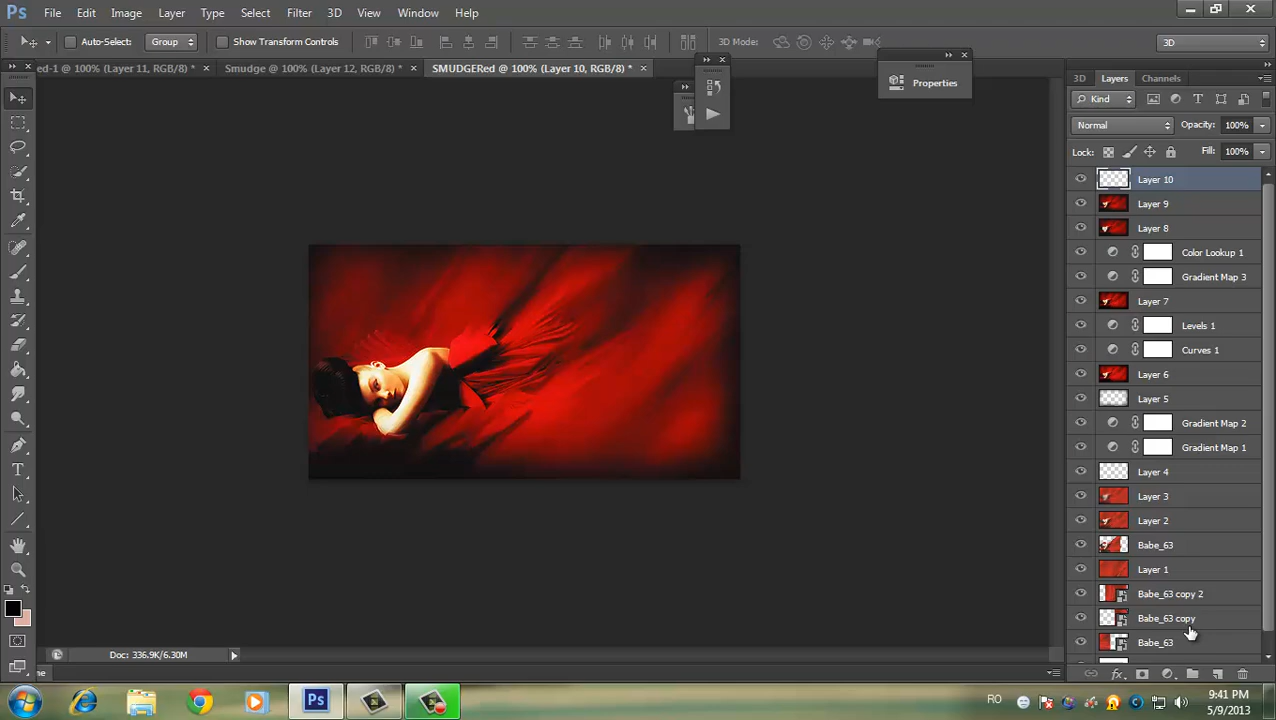 Ps File Edit Image Layer Type Select Filter 3D View Window Help
Auto-Select: Group Show Transform Controls 3D Mode: 3D
ed-1 @ 100% (Layer 11, RGB/8) * × Smudge @ 100% (Layer 12, RGB/8) * × SMUDGERed @ 100% (Layer 10, RGB/8) * ×
Properties
3D Layers Channels
Kind
Normal Opacity: 100%
Lock: Fill: 100%
Layer 10
Layer 9
Layer 8
Color Lookup 1
Gradient Map 3
Layer 7
Levels 1
Curves 1
Layer 6
Layer 5
Gradient Map 2
Gradient Map 1
Layer 4
Layer 3
Layer 2
Babe_63
Layer 1
Babe_63 copy 2
Babe_63 copy
Babe_63
Doc: 336.9K/6.30M
ne
fx
Ps RO 9:41 PM
5/9/2013